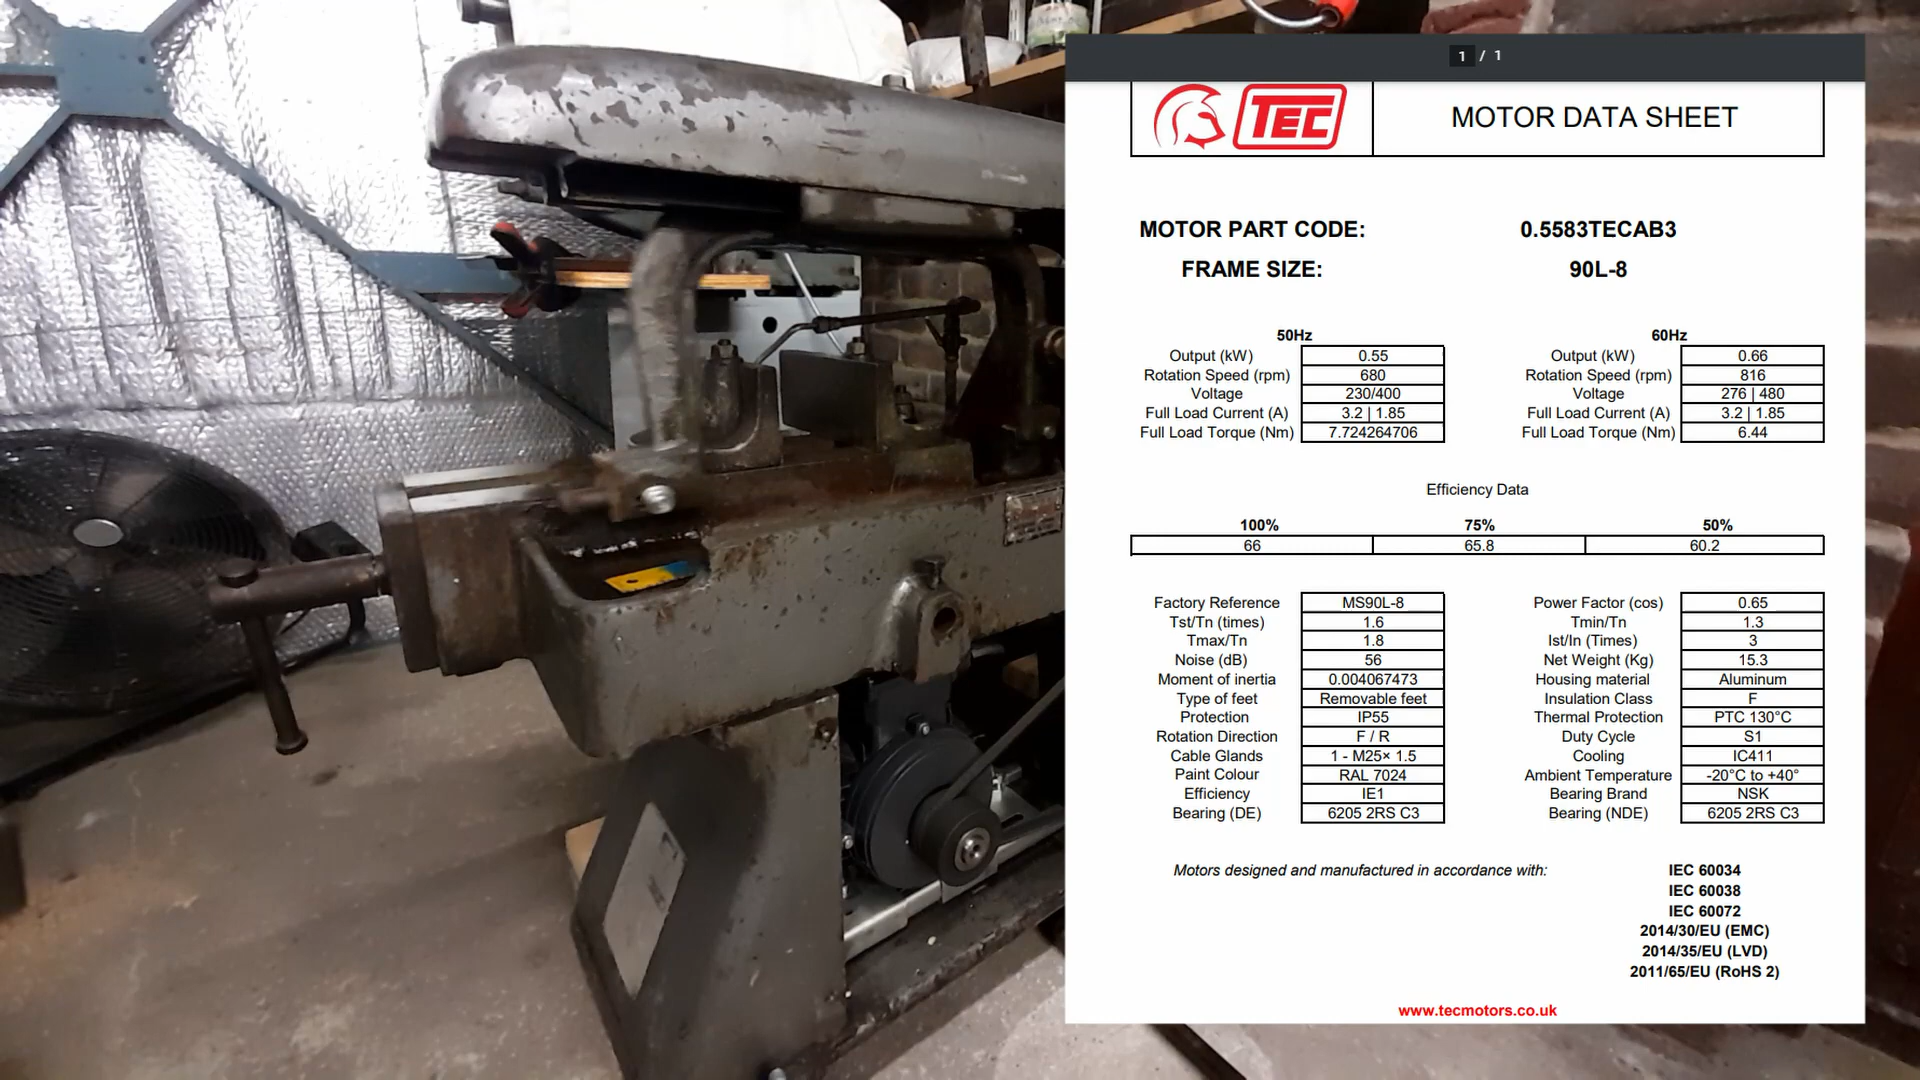 1 / 1
TEC
MOTOR DATA SHEET
MOTOR PART CODE: 0.5583TECAB3
FRAME SIZE: 90L-8
50Hz 60Hz
Output (kW) 0.55 Output (kW) 0.66
Rotation Speed (rpm) 680 Rotation Speed (rpm) 816
Voltage 230/400 Voltage 276 | 480
Full Load Current (A) 3.2 | 1.85 Full Load Current (A) 3.2 | 1.85
Full Load Torque (Nm) 7.724264706 Full Load Torque (Nm) 6.44
Efficiency Data
100% 75% 50%
66 65.8 60.2
Factory Reference MS90L-8 Power Factor (cos) 0.65
Tst/Tn (times) 1.6 Tmin/Tn 1.3
Tmax/Tn 1.8 Ist/In (Times) 3
Noise (dB) 56 Net Weight (Kg) 15.3
Moment of inertia 0.004067473 Housing material Aluminum
Type of feet Removable feet Insulation Class F
Protection IP55 Thermal Protection PTC 130°C
Rotation Direction F / R Duty Cycle S1
Cable Glands 1 - M25× 1.5 Cooling IC411
Paint Colour RAL 7024 Ambient Temperature -20°C to +40°
Efficiency IE1 Bearing Brand NSK
Bearing (DE) 6205 2RS C3 Bearing (NDE) 6205 2RS C3
Motors designed and manufactured in accordance with: IEC 60034
IEC 60038
IEC 60072
2014/30/EU (EMC)
2014/35/EU (LVD)
2011/65/EU (RoHS 2)
www.tecmotors.co.uk